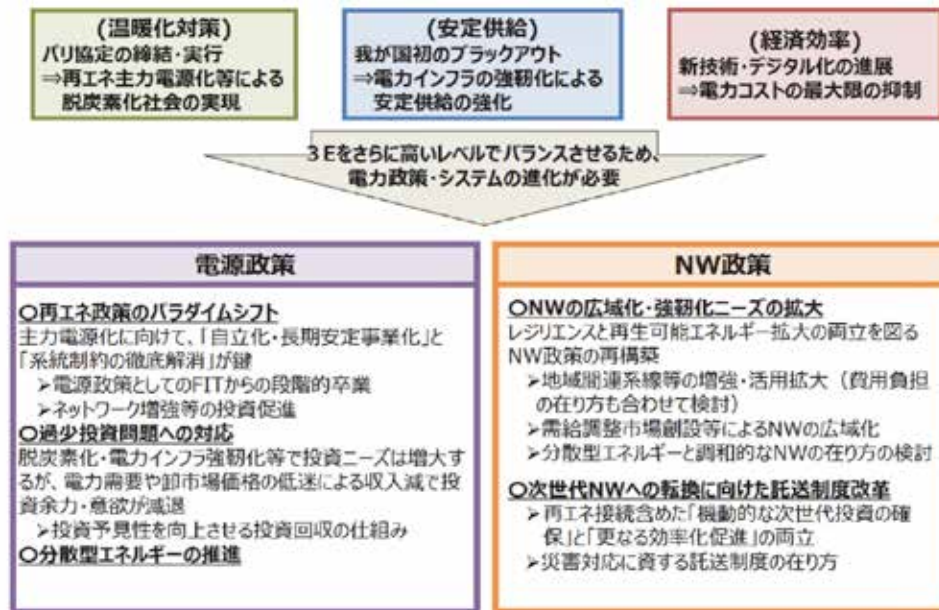 (温暖化対策)
パリ協定の締結・実行
⇒再エネ主力電源化等による
脱炭素化社会の実現
(安定供給)
我が国初のブラックアウト
⇒電力インフラの強靭化による
安定供給の強化
(経済効率)
新技術・デジタル化の進展
⇒電力コストの最大限の抑制
3Eをさらに高いレベルでバランスさせるため、
電力政策・システムの進化が必要
電源政策
○再エネ政策のパラダイムシフト
主力電源化に向けて、「自立化・長期安定事業化」と
「系統制約の徹底解消」が鍵
➢電源政策としてのFITからの段階的卒業
➢ネットワーク増強等の投資促進
○過少投資問題への対応
脱炭素化・電力インフラ強靭化等で投資ニーズは増大す
るが、電力需要や卸市場価格の低迷による収入減で投
資余力・意欲が減退
➢投資予見性を向上させる投資回収の仕組み
○分散型エネルギーの推進
NW政策
○NWの広域化・強靭化ニーズの拡大
レジリエンスと再生可能エネルギー拡大の両立を図る
NW政策の再構築
➢地域間連系線等の増強・活用拡大（費用負担
の在り方も合わせて検討）
➢需給調整市場創設等によるNWの広域化
➢分散型エネルギーと調和的なNWの在り方の検討
○次世代NWへの転換に向けた託送制度改革
➢再エネ接続含めた「機動的な次世代投資の確
保」と「更なる効率化促進」の両立
➢災害対応に資する託送制度の在り方